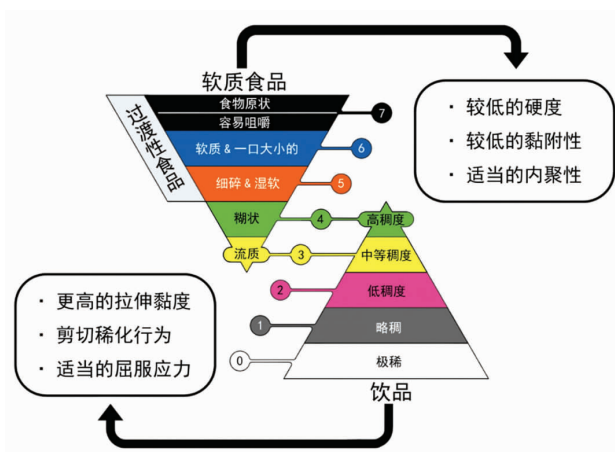 软质食品
食物原状
容易咀嚼
7
过渡性食品
软质 & 一口大小的
6
细碎 & 湿软
5
糊状
4
高稠度
流质
3
中等稠度
2
低稠度
1
略稠
0
极稀
饮品
· 较低的硬度
· 较低的黏附性
· 适当的内聚性
· 更高的拉伸黏度
· 剪切稀化行为
· 适当的屈服应力